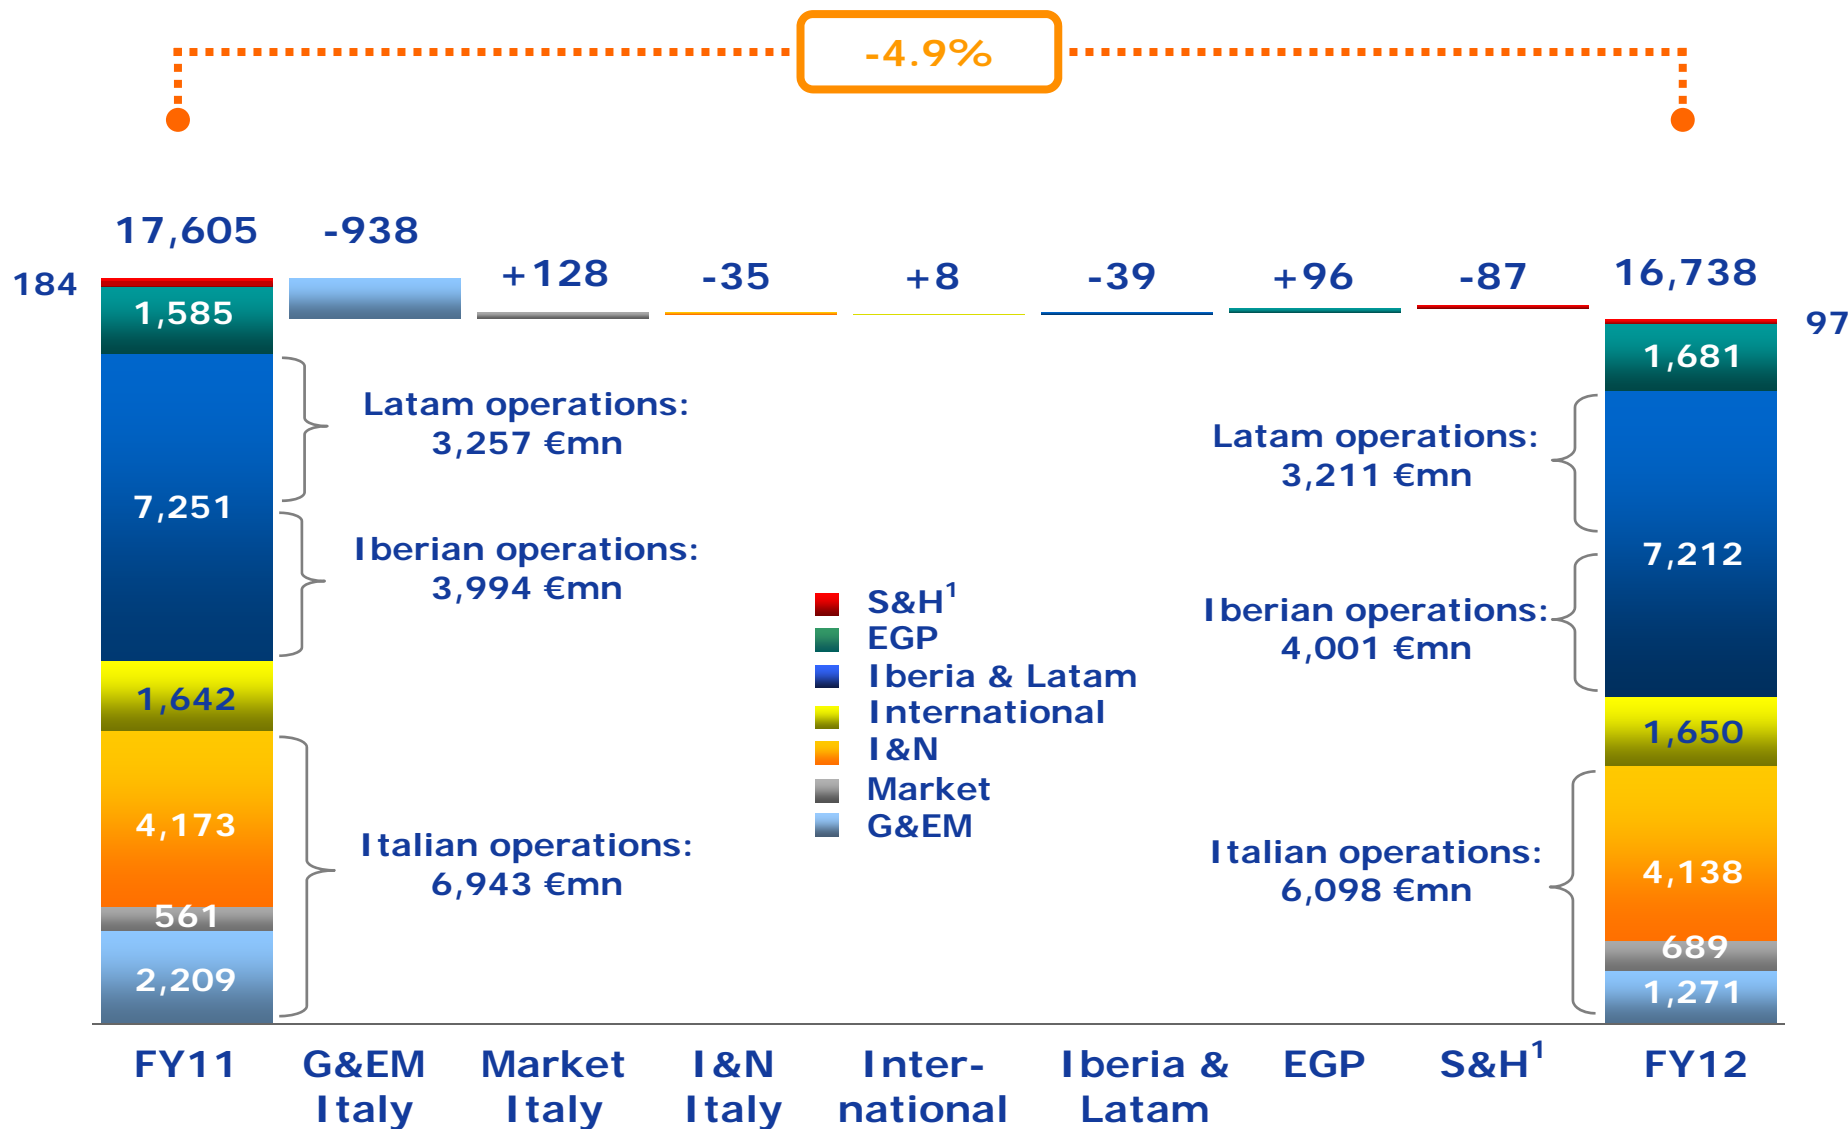 -4.9%
17,605
-938
+128
-35
+8
-39
+96
-87
16,738
184
97
1,585
7,251
1,642
4,173
561
2,209
Latam operations:
3,257 €mn
Iberian operations:
3,994 €mn
Italian operations:
6,943 €mn
S&H¹
EGP
Iberia & Latam
International
I&N
Market
G&EM
Latam operations:
3,211 €mn
Iberian operations:
4,001 €mn
Italian operations:
6,098 €mn
1,681
7,212
1,650
4,138
689
1,271
FY11
G&EM
Italy
Market
Italy
I&N
Italy
Inter-
national
Iberia &
Latam
EGP
S&H¹
FY12